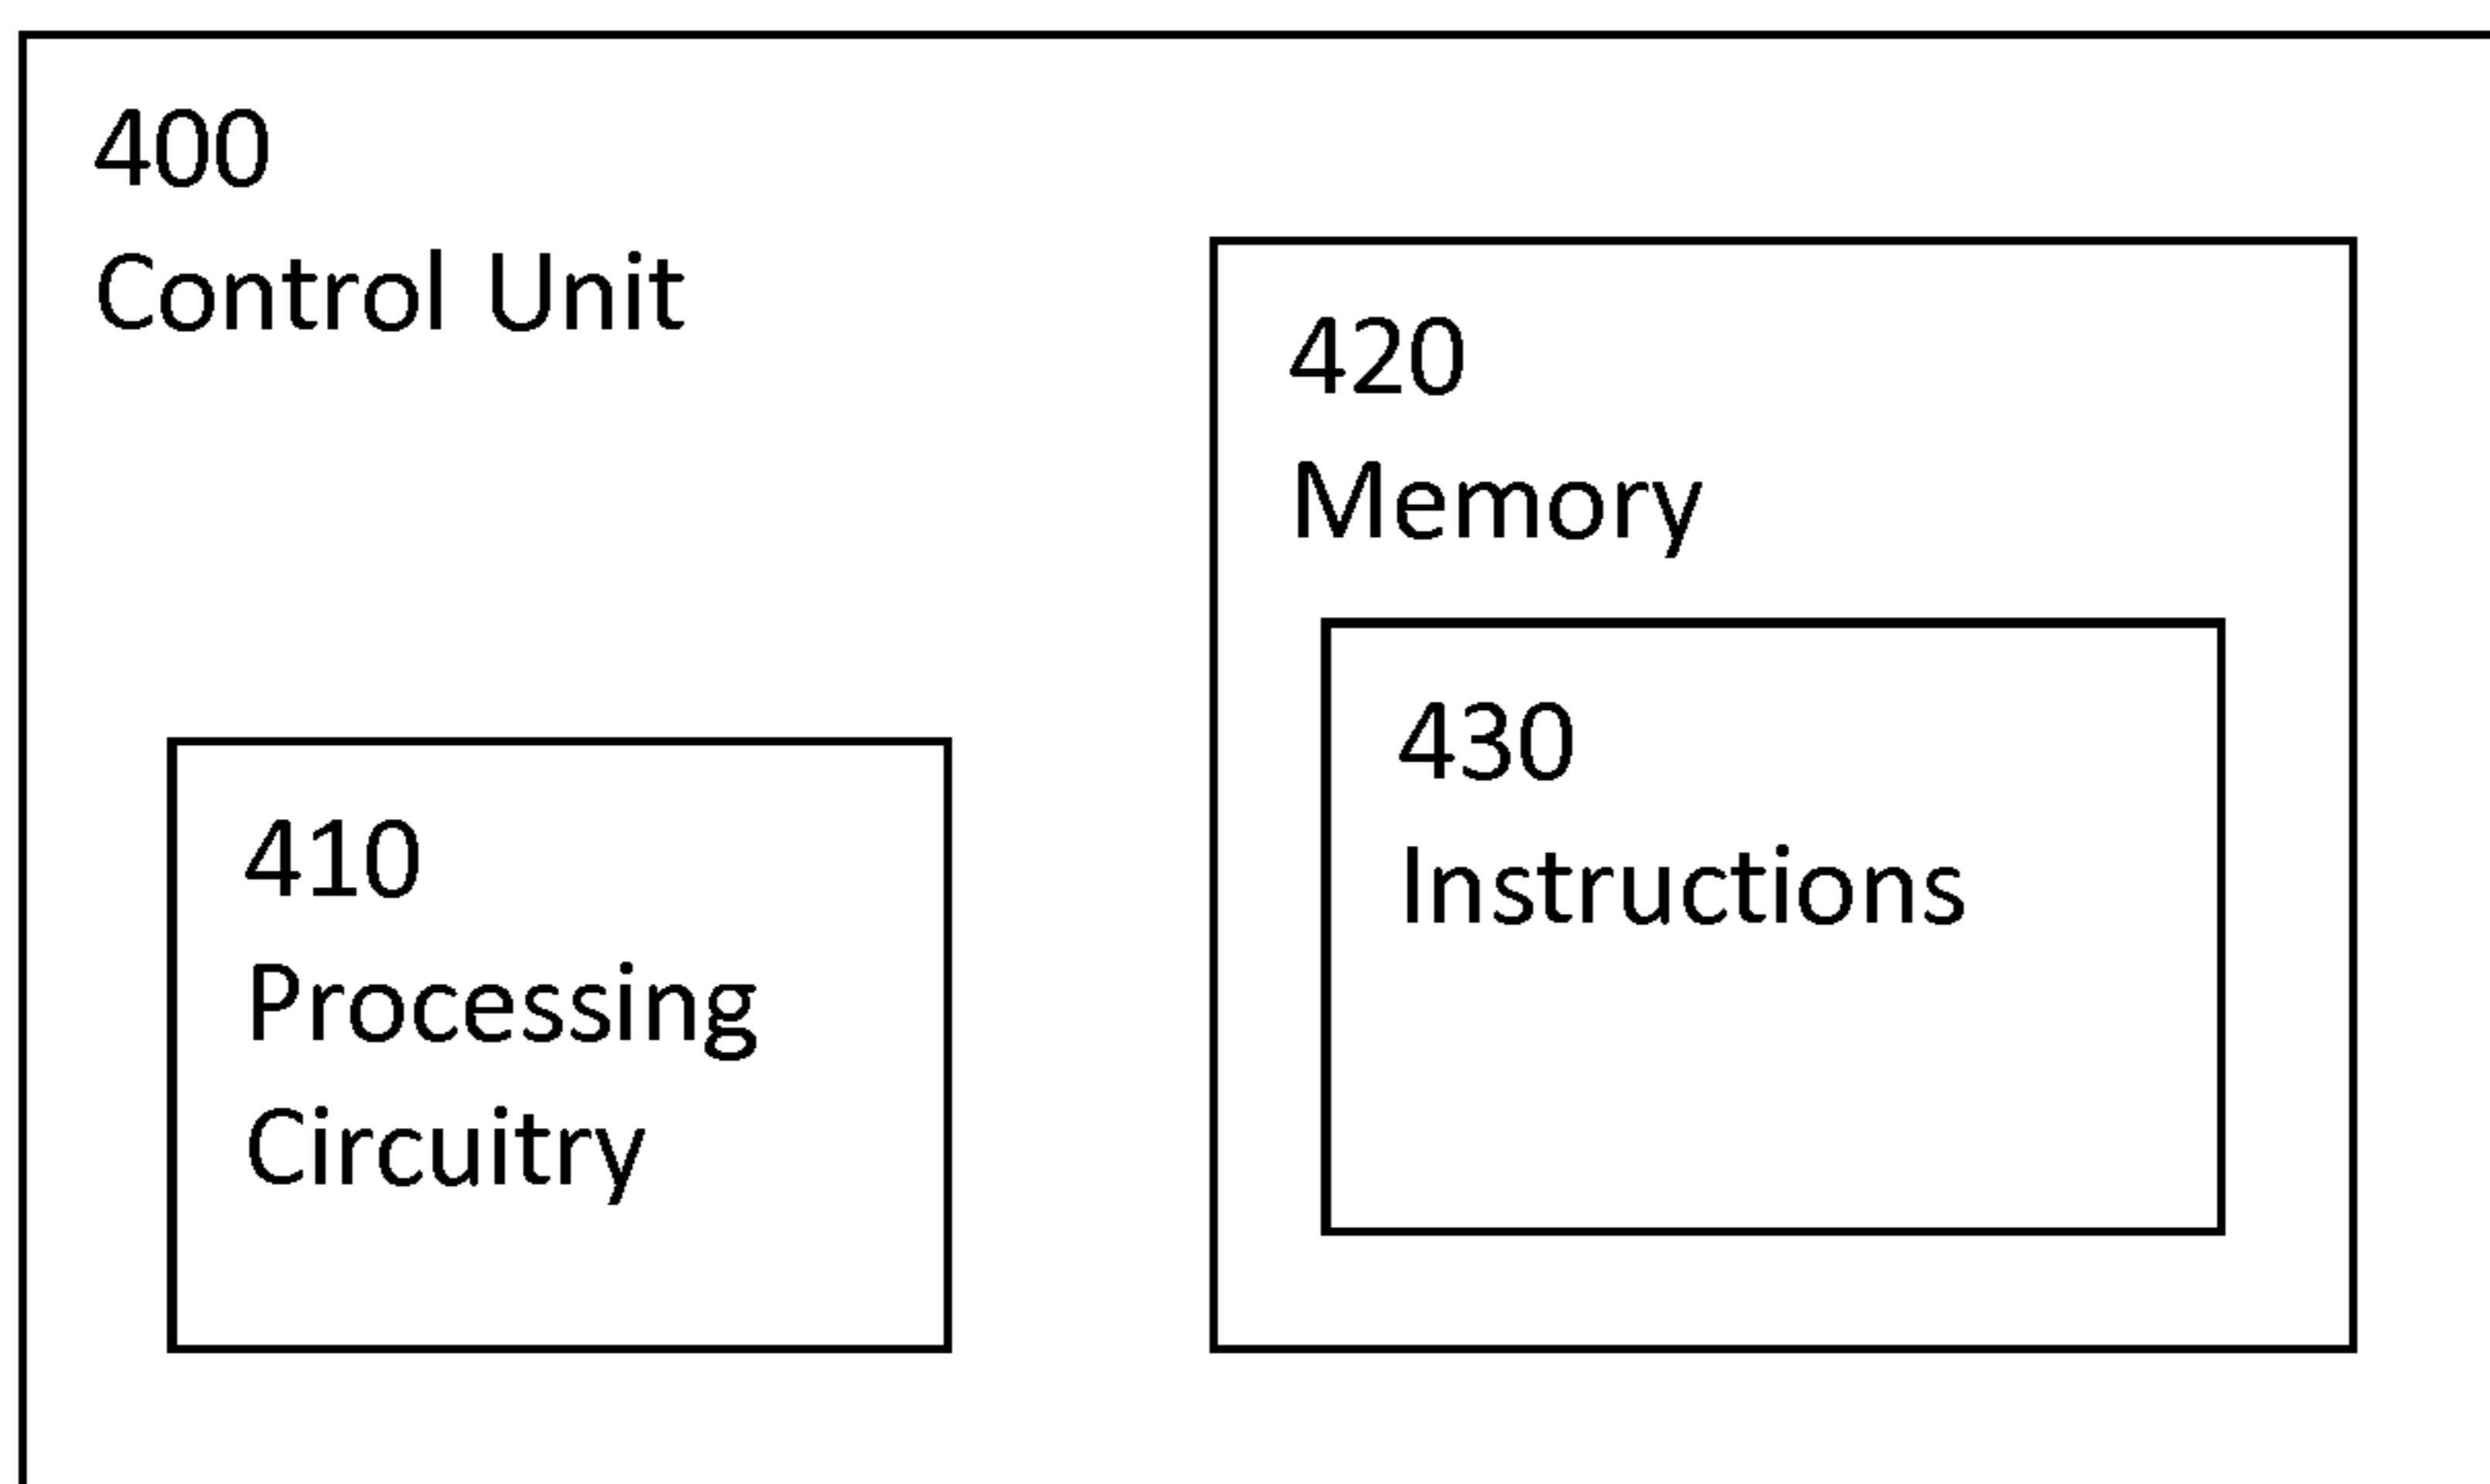 400
Control Unit
420
Memory
430
Instructions
410
Processing
Circuitry